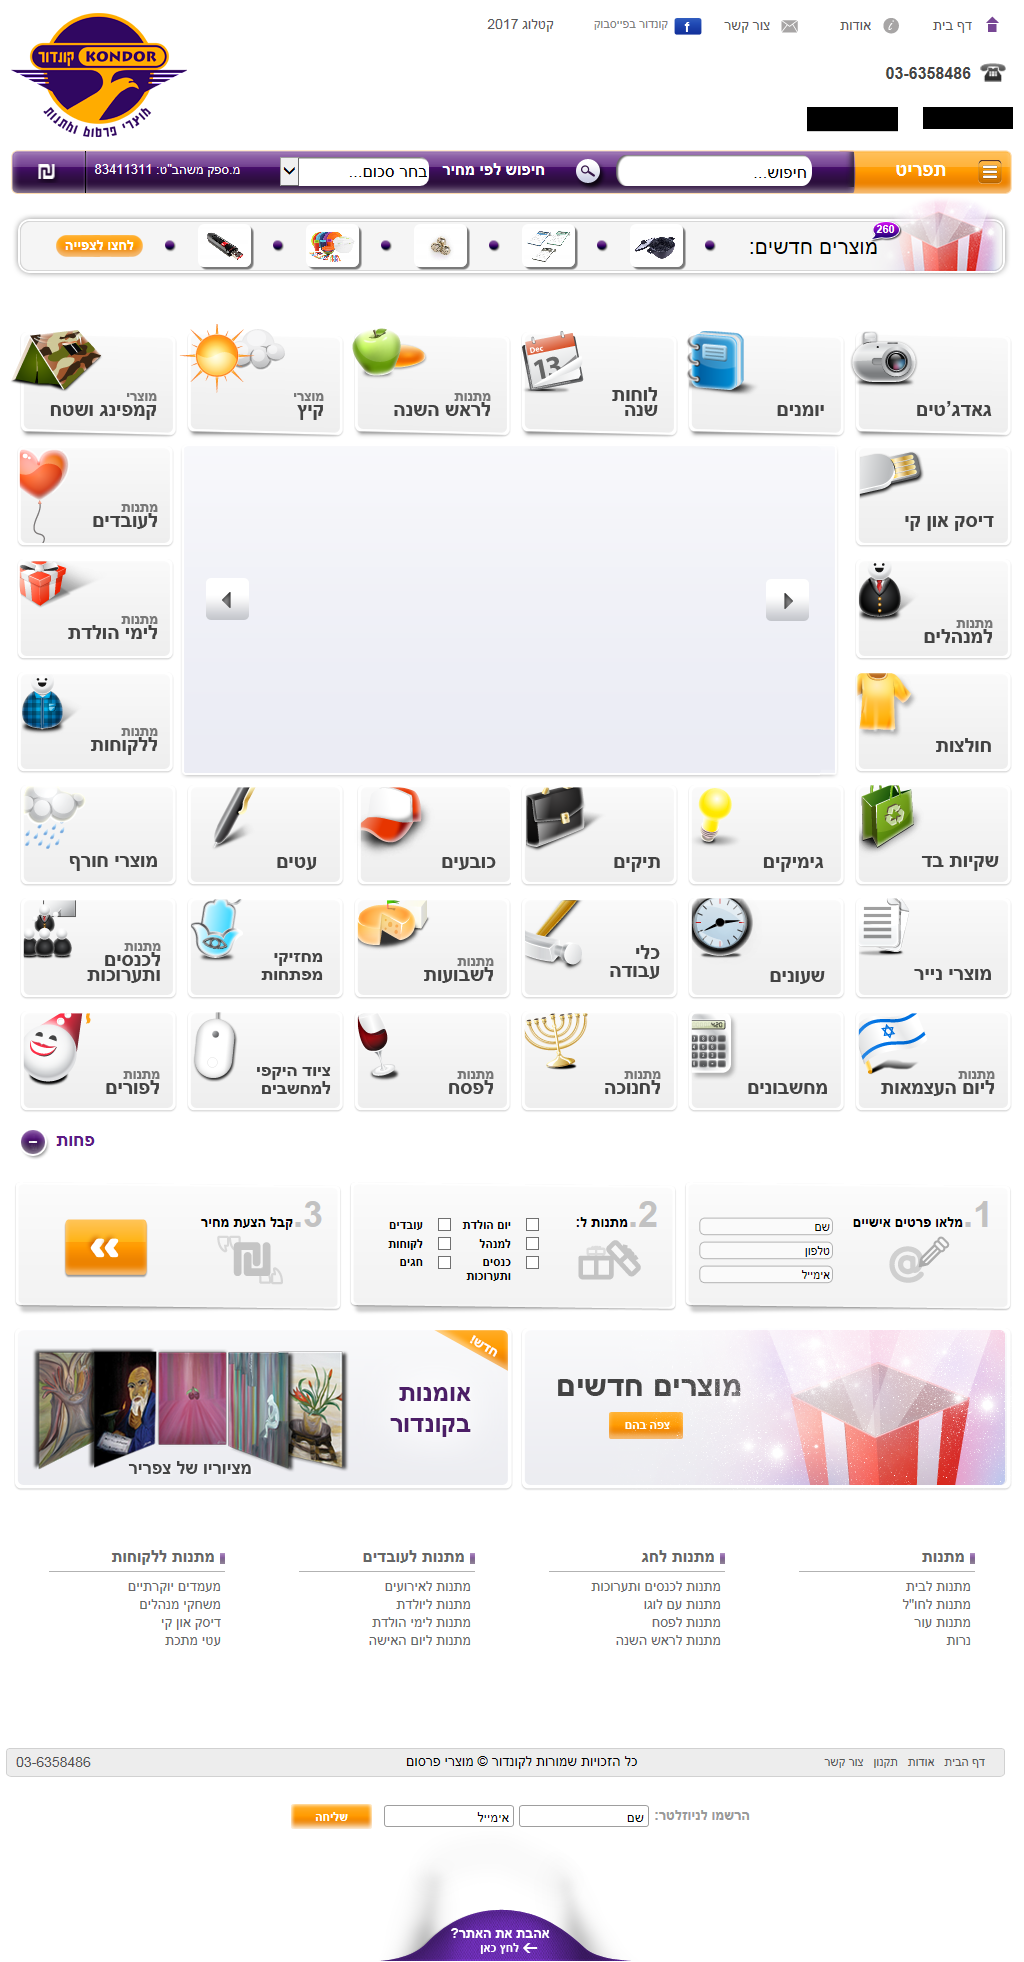 דף בית
אודות
צור קשר
קונדור בפייסבוק
קטלוג 2017
KONDOR קונדור
מוצרי פרסום ומתנות
03-6358486
תפריט
חיפוש...
חיפוש לפי מחיר
בחר סכום...
מ.ספק משהב"ט: 83411311
₪
260
מוצרים חדשים:
לחצו לצפייה
גאדג'טים
יומנים
לוחות
שנה
Dec
13
מתנות
לראש השנה
מוצרי
קיץ
מוצרי
קמפינג ושטח
דיסק און קי
מתנות
לעובדים
מתנות
למנהלים
מתנות
לימי הולדת
חולצות
מתנות
ללקוחות
שקיות בד
גימיקים
תיקים
כובעים
עטים
מוצרי חורף
מוצרי נייר
שעונים
כלי
עבודה
מתנות
לשבועות
מחזיקי
מפתחות
מתנות
לכנסים
ותערוכות
מתנות
ליום העצמאות
מחשבונים
מתנות
לחנוכה
מתנות
לפסח
ציוד היקפי
למחשבים
מתנות
לפורים
פחות
1. מלאו פרטים אישיים
שם
טלפון
אימייל
2. מתנות ל:
יום הולדת
עובדים
למנהל
לקוחות
כנסים
ותערוכות
חגים
3. קבל הצעת מחיר
מוצרים חדשים
צפה בהם
חדש!
אומנות
בקונדור
מציוריו של צפריר
מתנות
מתנות לבית
מתנות לחו"ל
מתנות עור
נרות
מתנות לחג
מתנות לכנסים ותערוכות
מתנות עם לוגו
מתנות לפסח
מתנות לראש השנה
מתנות לעובדים
מתנות לאירועים
מתנות ליולדת
מתנות לימי הולדת
מתנות ליום האישה
מתנות ללקוחות
מעמדים יוקרתיים
משחקי מנהלים
דיסק און קי
עטי מתכת
דף הבית
אודות
תקנון
צור קשר
כל הזכויות שמורות לקונדור © מוצרי פרסום
03-6358486
הרשמו לניוזלטר:
שם
אימייל
שליחה
אהבת את האתר?
לחץ כאן